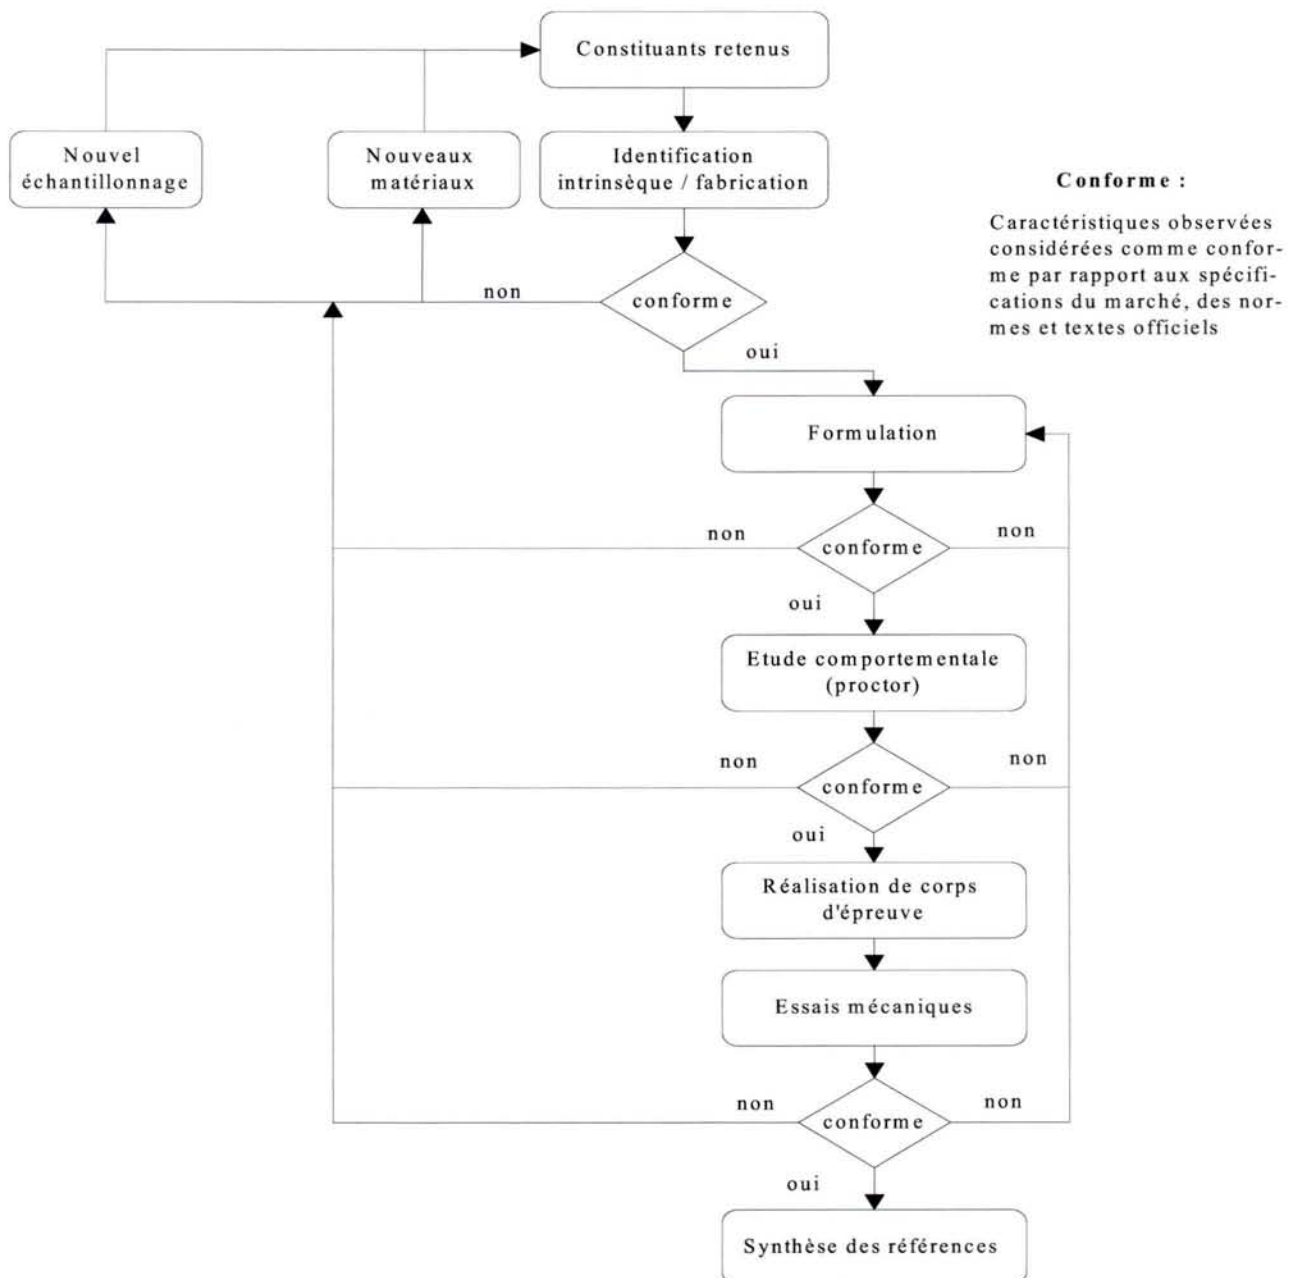 Constituants retenus
Nouvel
échantillonnage
Nouveaux
matériaux
Identification
intrinsèque / fabrication
Conforme :
Caractéristiques observées
considérées comme confor-
me par rapport aux spécifi-
cations du marché, des nor-
mes et textes officiels
non
conforme
oui
Formulation
non
conforme
non
oui
Etude comportementale
(proctor)
non
conforme
non
oui
Réalisation de corps
d'épreuve
Essais mécaniques
non
conforme
non
oui
Synthèse des références